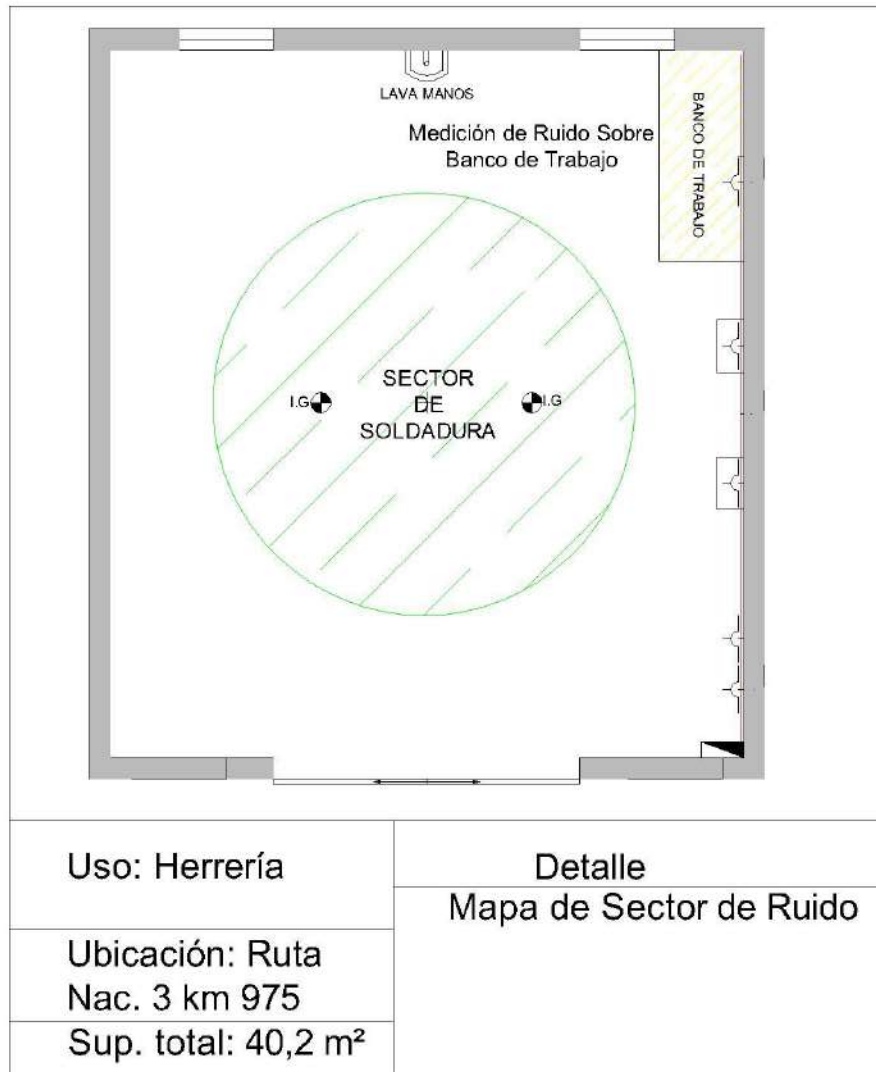 LAVA MANOS
Medición de Ruido Sobre
Banco de Trabajo
BANCO DE TRABAJO
SECTOR
DE
SOLDADURA
I.G
I.G
Uso: Herrería
Detalle
Mapa de Sector de Ruido
Ubicación: Ruta
Nac. 3 km 975
Sup. total: 40,2 m²